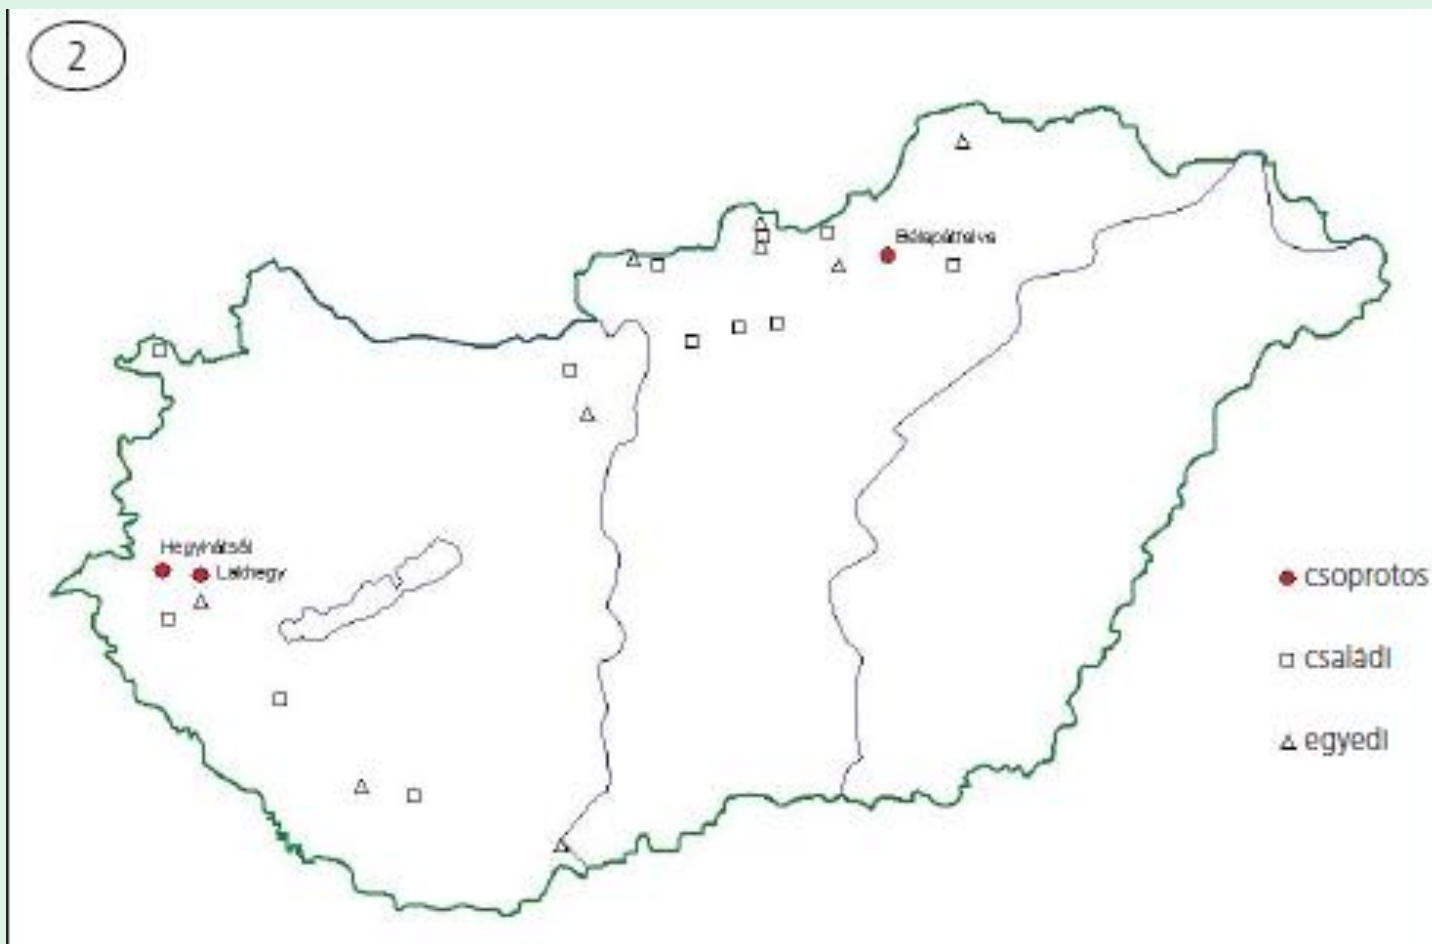 2
Bélapátfalva
Hegyhátsál
Lakhegy
csoprotos
családi
egyedi